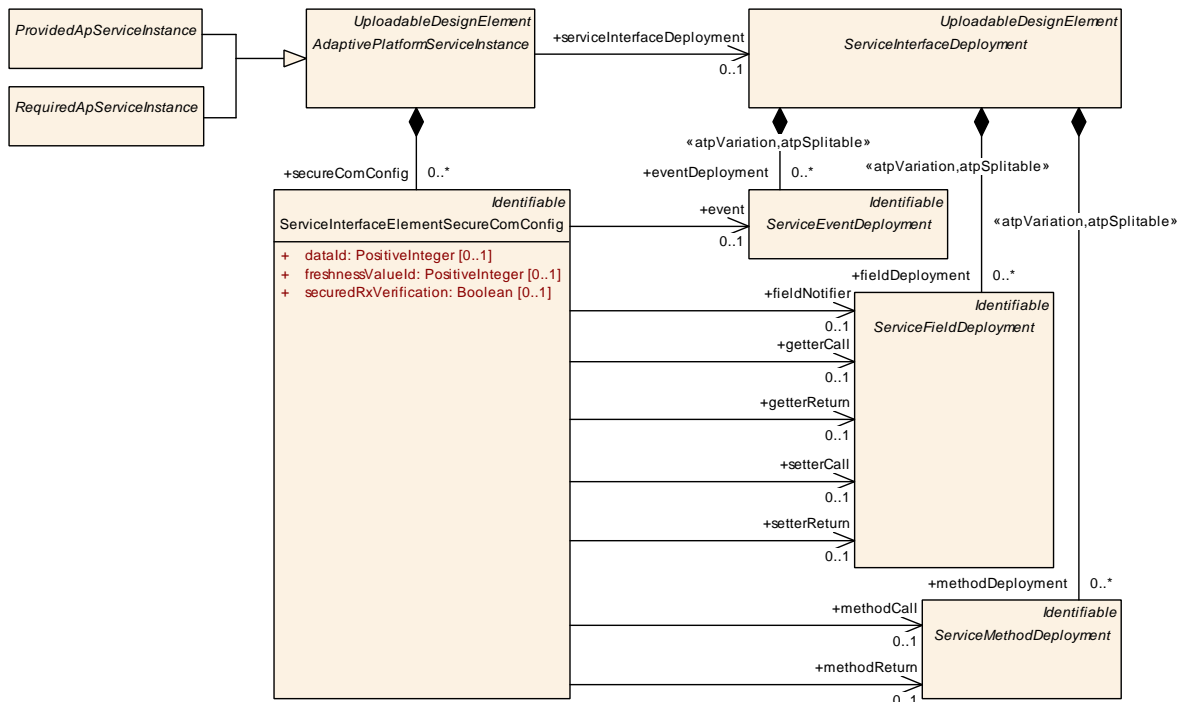 ProvidedApServiceInstance
RequiredApServiceInstance
UploadableDesignElement
AdaptivePlatformServiceInstance
+serviceInterfaceDeployment
0..1
UploadableDesignElement
ServiceInterfaceDeployment
«atpVariation,atpSplitable»
«atpVariation,atpSplitable»
«atpVariation,atpSplitable»
+secureComConfig
0..*
+eventDeployment
0..*
Identifiable
ServiceInterfaceElementSecureComConfig
+ dataId: PositiveInteger [0..1]
+ freshnessValueId: PositiveInteger [0..1]
+ securedRxVerification: Boolean [0..1]
+event
0..1
Identifiable
ServiceEventDeployment
+fieldDeployment
0..*
+fieldNotifier
0..1
Identifiable
ServiceFieldDeployment
+getterCall
0..1
+getterReturn
0..1
+setterCall
0..1
+setterReturn
0..1
+methodDeployment
0..*
+methodCall
0..1
Identifiable
ServiceMethodDeployment
+methodReturn
0..1